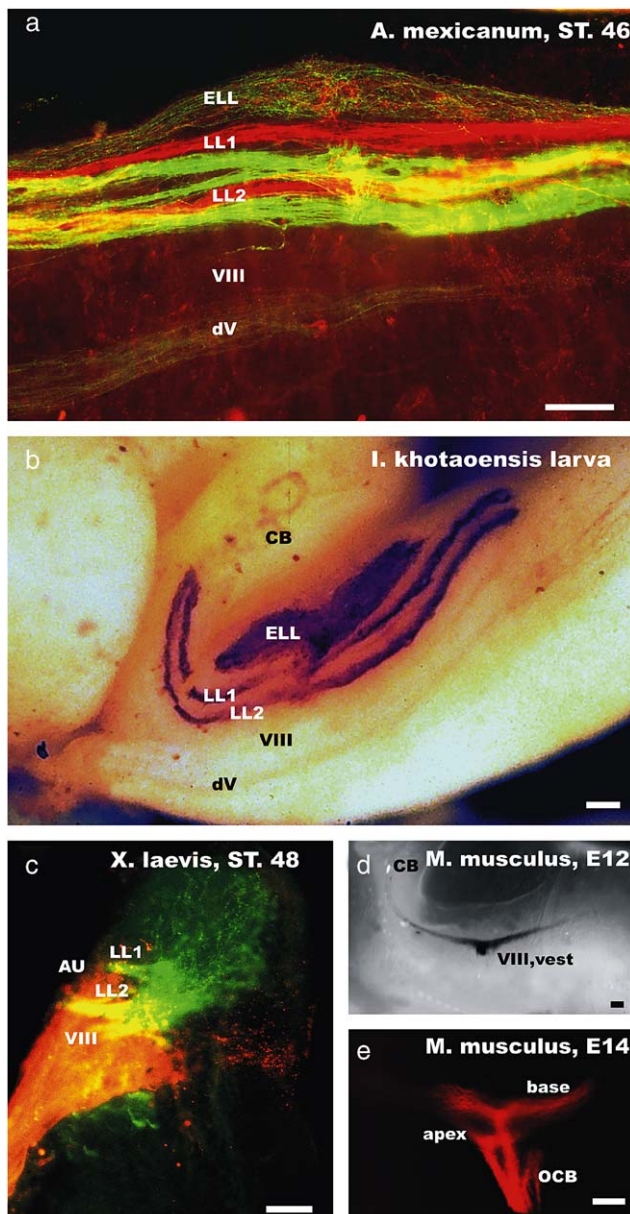 a
A. mexicanum, ST. 46
ELL
LL1
LL2
VIII
dV
b
I. khotaoensis larva
CB
ELL
LL1
LL2
VIII
dV
c
X. laevis, ST. 48
LL1
AU
LL2
VIII
d
M. musculus, E12
CB
VIII,vest
e
M. musculus, E14
base
apex
OCB